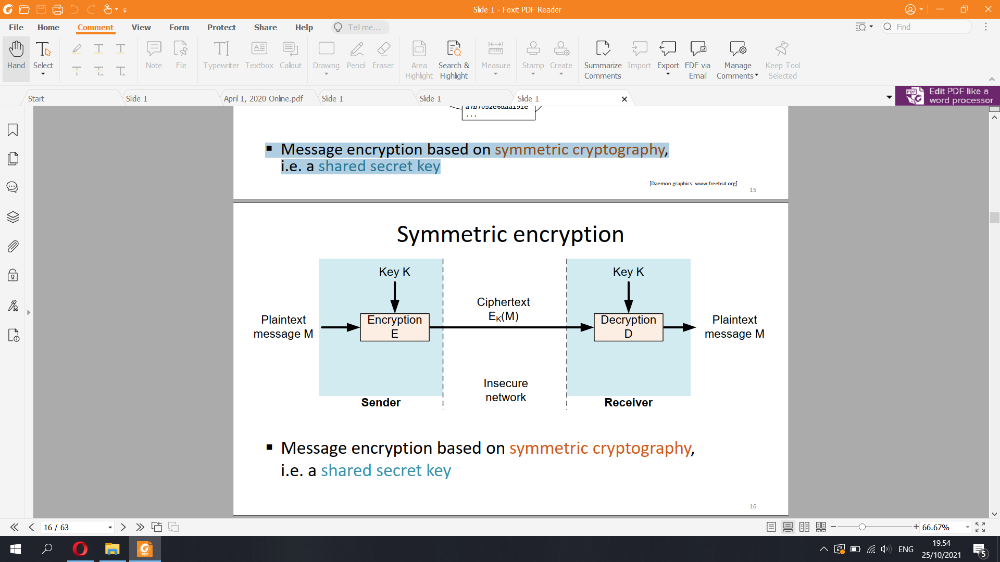 Slide 1 - Foxit PDF Reader
File Home Comment View Form Protect Share Help Tell me... Find
Hand Select Note File Typewriter Textbox Callout Drawing Pencil Eraser Area Highlight Search & Highlight Measure Stamp Create Summarize Comments Import Export FDF via Email Manage Comments Keep Tool Selected
Start Slide 1 April 1, 2020 Online.pdf Slide 1 Slide 1 Slide 1
Edit PDF like a
word processor
a7b7052e6daa191e
...
▪ Message encryption based on symmetric cryptography,
i.e. a shared secret key
[Daemon graphics: www.freebsd.org]
15
Symmetric encryption
Key K
Key K
Ciphertext
EK(M)
Plaintext
message M
Encryption
E
Decryption
D
Plaintext
message M
Insecure
network
Sender
Receiver
▪ Message encryption based on symmetric cryptography,
i.e. a shared secret key
16
16 / 63
66.67%
ENG
19.54
25/10/2021
5